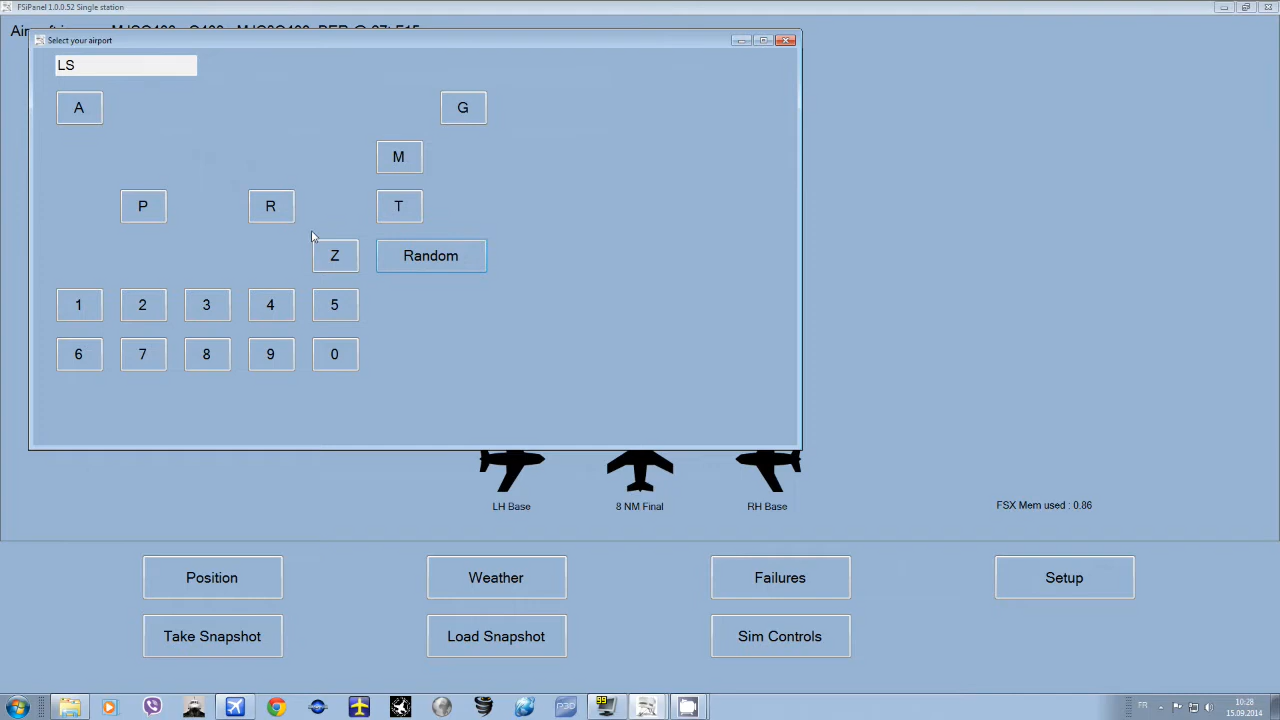 FSiPanel 1.0.0.52 Single station
Select your airport
LS
A
G
M
P
R
T
Z
Random
1
2
3
4
5
6
7
8
9
0
LH Base
8 NM Final
RH Base
FSX Mem used : 0.86
Position
Weather
Failures
Setup
Take Snapshot
Load Snapshot
Sim Controls
P3D
FR
10:28
15.09.2014